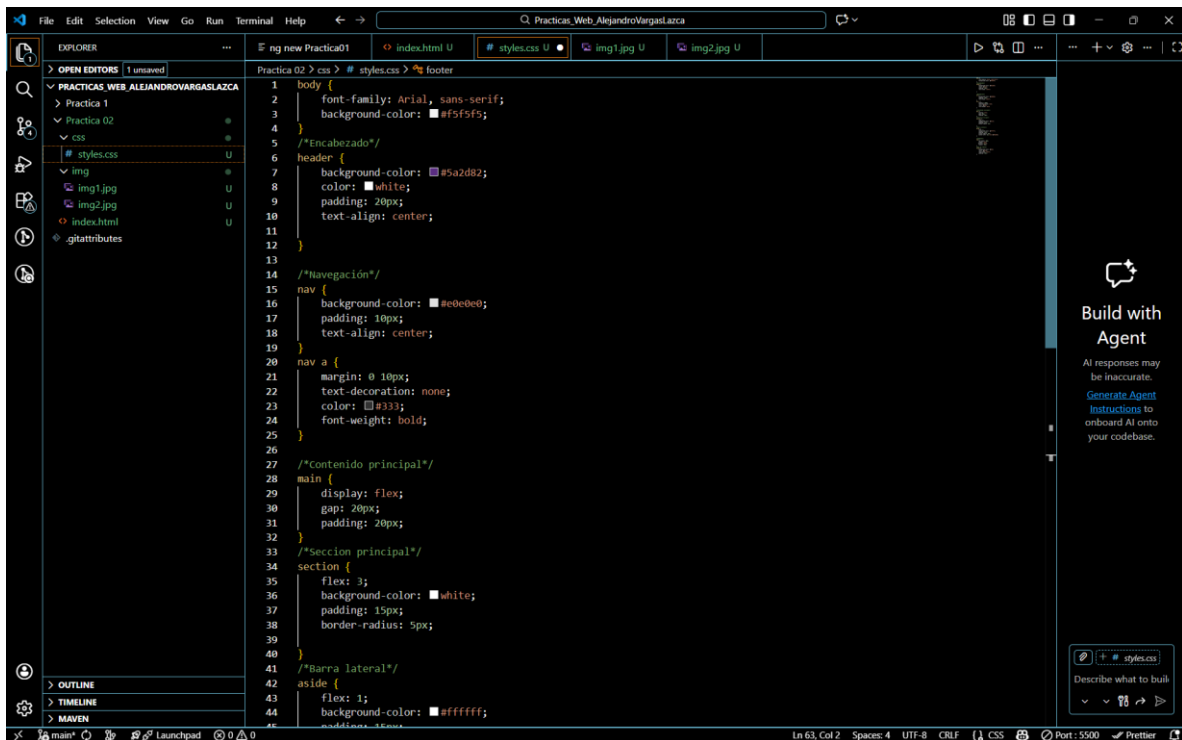 File Edit Selection View Go Run Terminal Help
Practicas_Web_AlejandroVargasLazca
EXPLORER
OPEN EDITORS 1 unsaved
PRACTICAS_WEB_ALEJANDROVARGASLAZCA
Practica 1
Practica 02
css
# styles.css U
img
img1.jpg U
img2.jpg U
index.html U
.gitattributes
OUTLINE
TIMELINE
MAVEN
ng new Practica01 index.html U # styles.css U img1.jpg U img2.jpg U
Practica 02 > css > # styles.css > footer
1 body {
2 font-family: Arial, sans-serif;
3 background-color: #f5f5f5;
4 }
5 /*Encabezado*/
6 header {
7 background-color: #5a2d82;
8 color: white;
9 padding: 20px;
10 text-align: center;
11
12 }
13
14 /*Navegación*/
15 nav {
16 background-color: #e0e0e0;
17 padding: 10px;
18 text-align: center;
19 }
20 nav a {
21 margin: 0 10px;
22 text-decoration: none;
23 color: #333;
24 font-weight: bold;
25 }
26
27 /*Contenido principal*/
28 main {
29 display: flex;
30 gap: 20px;
31 padding: 20px;
32 }
33 /*Seccion principal*/
34 section {
35 flex: 3;
36 background-color: white;
37 padding: 15px;
38 border-radius: 5px;
39
40 }
41 /*Barra lateral*/
42 aside {
43 flex: 1;
44 background-color: #ffffff;
Build with
Agent
AI responses may
be inaccurate.
Generate Agent
Instructions to
onboard AI onto
your codebase.
+ # styles.css
Describe what to buil
main* Launchpad 0 0 Ln 63, Col 2 Spaces: 4 UTF-8 CRLF {} CSS Port : 5500 Prettier